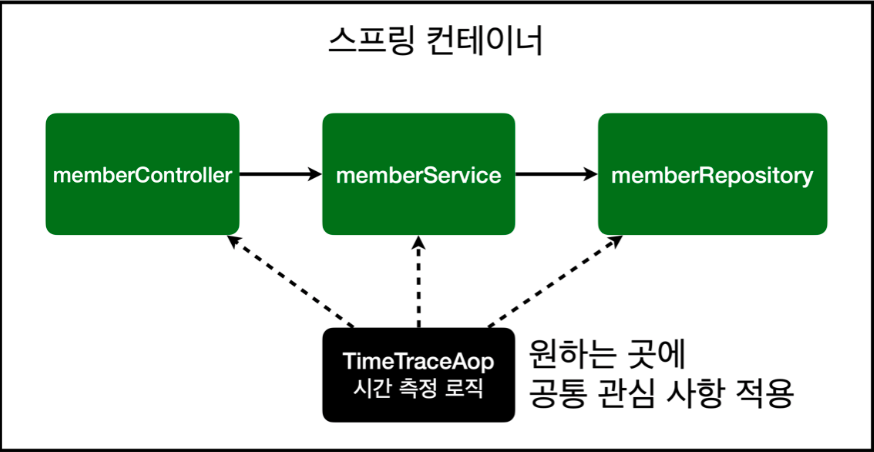 스프링 컨테이너
memberController
memberService
memberRepository
TimeTraceAop
시간 측정 로직
원하는 곳에
공통 관심 사항 적용